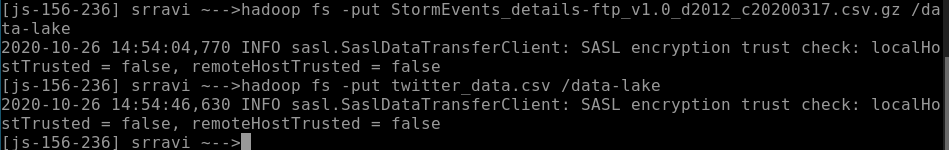 [js-156-236] srravi ~-->hadoop fs -put StormEvents_details-ftp_v1.0_d2012_c20200317.csv.gz /da
ta-lake
2020-10-26 14:54:04,770 INFO sasl.SaslDataTransferClient: SASL encryption trust check: localHo
stTrusted = false, remoteHostTrusted = false
[js-156-236] srravi ~-->hadoop fs -put twitter_data.csv /data-lake
2020-10-26 14:54:46,630 INFO sasl.SaslDataTransferClient: SASL encryption trust check: localHo
stTrusted = false, remoteHostTrusted = false
[js-156-236] srravi ~-->